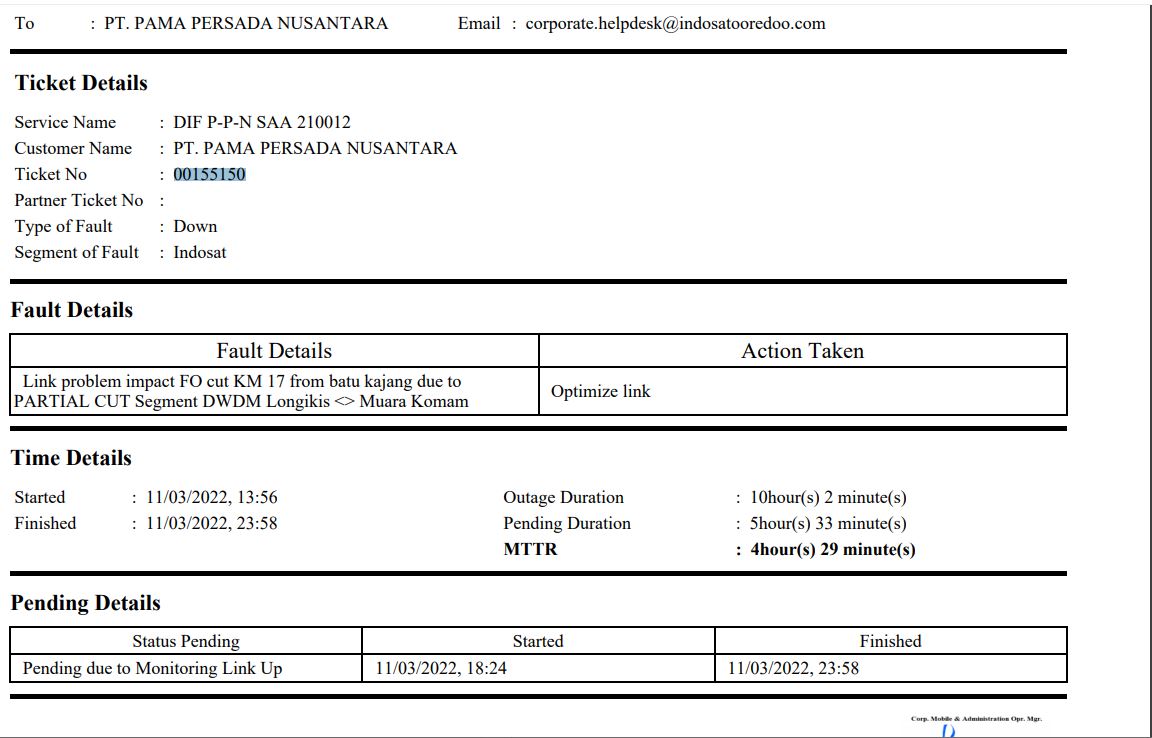 To : PT. PAMA PERSADA NUSANTARA Email : corporate.helpdesk@indosatooredoo.com
Ticket Details
Service Name : DIF P-P-N SAA 210012
Customer Name : PT. PAMA PERSADA NUSANTARA
Ticket No : 00155150
Partner Ticket No :
Type of Fault : Down
Segment of Fault : Indosat
Fault Details
Fault Details Action Taken
Link problem impact FO cut KM 17 from batu kajang due to
PARTIAL CUT Segment DWDM Longikis <> Muara Komam
Optimize link
Time Details
Started : 11/03/2022, 13:56 Outage Duration : 10hour(s) 2 minute(s)
Finished : 11/03/2022, 23:58 Pending Duration : 5hour(s) 33 minute(s)
MTTR : 4hour(s) 29 minute(s)
Pending Details
Status Pending Started Finished
Pending due to Monitoring Link Up 11/03/2022, 18:24 11/03/2022, 23:58
Corp. Mobile & Administration Opr. Mgr.